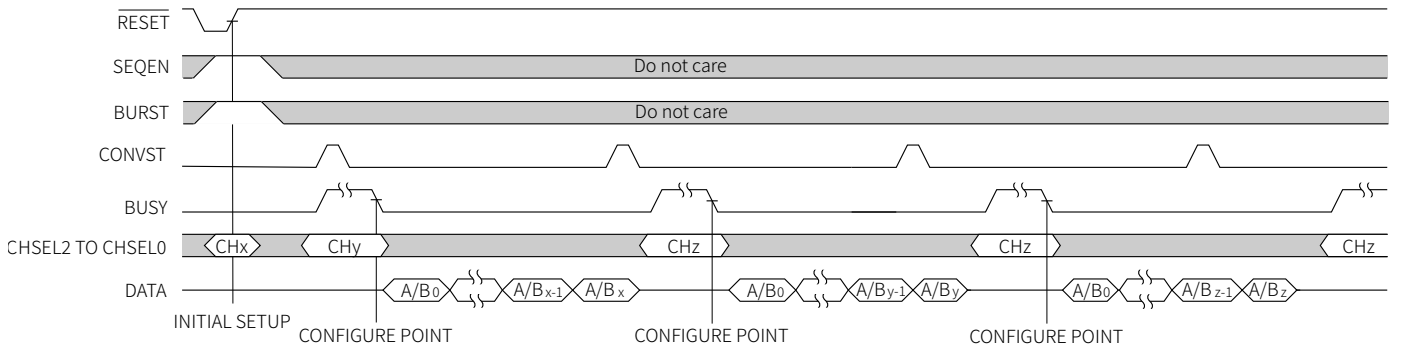 RESET
SEQEN Do not care
BURST Do not care
CONVST
BUSY
CHSEL2 TO CHSEL0 CHx CHy CHz CHz CHz
DATA A/B0 A/Bx-1 A/Bx A/B0 A/By-1 A/By A/B0 A/Bz-1 A/Bz
INITIAL SETUP
CONFIGURE POINT CONFIGURE POINT CONFIGURE POINT